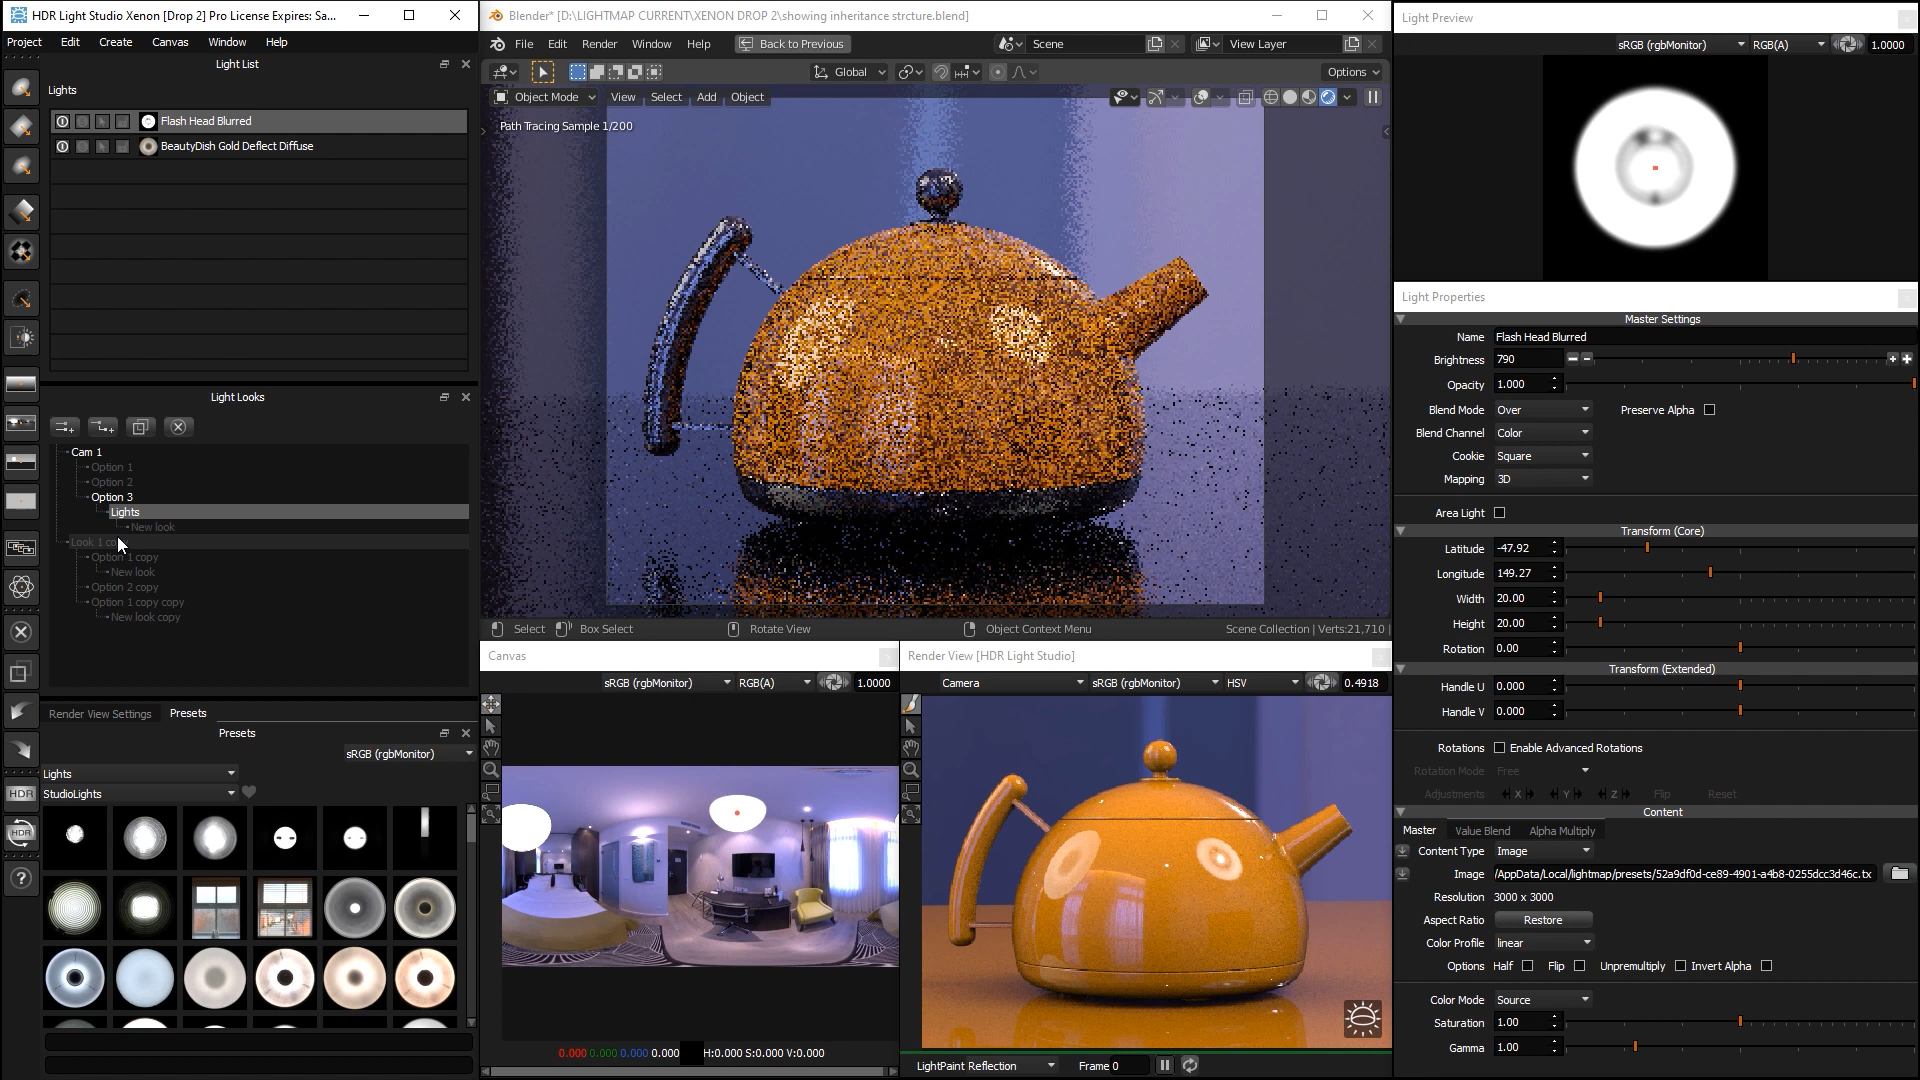 HDR Light Studio Xenon [Drop 2] Pro License Expires: Sa...
Project Edit Create Canvas Window Help
Light List
Lights
Flash Head Blurred
BeautyDish Gold Deflect Diffuse
Light Looks
Cam 1
Option 1
Option 2
Option 3
Lights
New look
Look 1 copy
Option 1 copy
New look
Option 2 copy
Option 1 copy copy
New look copy
Render View Settings Presets
Presets
sRGB (rgbMonitor)
Lights
StudioLights
HDR
HDR
Blender* [D:\LIGHTMAP CURRENT\XENON DROP 2\showing inheritance strcture.blend]
File Edit Render Window Help Back to Previous Scene View Layer
Global Options
Object Mode View Select Add Object
Path Tracing Sample 1/200
Select Box Select Rotate View Object Context Menu Scene Collection | Verts:21,710 |
Canvas
sRGB (rgbMonitor) RGB(A) 1.0000
0.000 0.000 0.000 0.000 H:0.000 S:0.000 V:0.000
Render View [HDR Light Studio]
Camera sRGB (rgbMonitor) HSV 0.4918
LightPaint Reflection Frame 0
Light Preview
sRGB (rgbMonitor) RGB(A) 1.0000
Light Properties
Master Settings
Name Flash Head Blurred
Brightness 790
Opacity 1.000
Blend Mode Over Preserve Alpha
Blend Channel Color
Cookie Square
Mapping 3D
Area Light
Transform (Core)
Latitude -47.92
Longitude 149.27
Width 20.00
Height 20.00
Rotation 0.00
Transform (Extended)
Handle U 0.000
Handle V 0.000
Rotations Enable Advanced Rotations
Rotation Mode Free
Adjustments X Y Z Flip Reset
Content
Master Value Blend Alpha Multiply
Content Type Image
Image /AppData/Local/lightmap/presets/52a9df0d-ce89-4901-a4b8-0255dcc3d46c.tx
Resolution 3000 x 3000
Aspect Ratio Restore
Color Profile linear
Options Half Flip Unpremultiply Invert Alpha
Color Mode Source
Saturation 1.00
Gamma 1.00